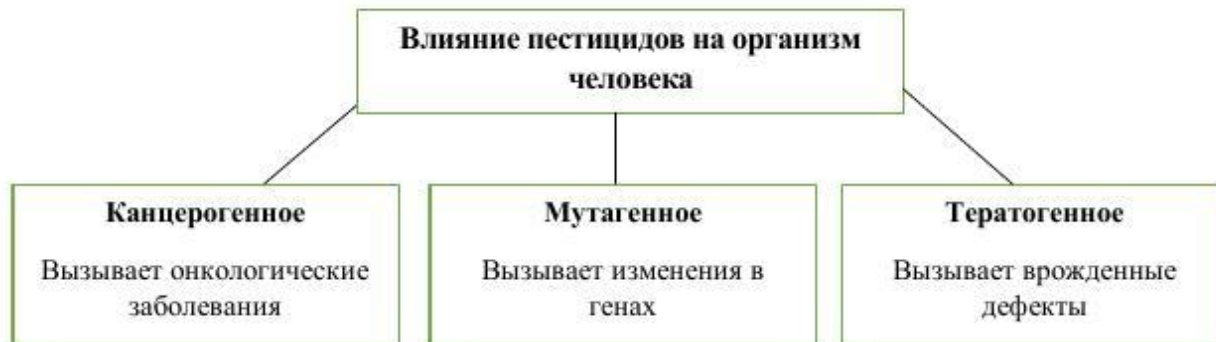 Влияние пестицидов на организм
человека
Канцерогенное
Вызывает онкологические
заболевания
Мутагенное
Вызывает изменения в
генах
Тератогенное
Вызывает врожденные
дефекты